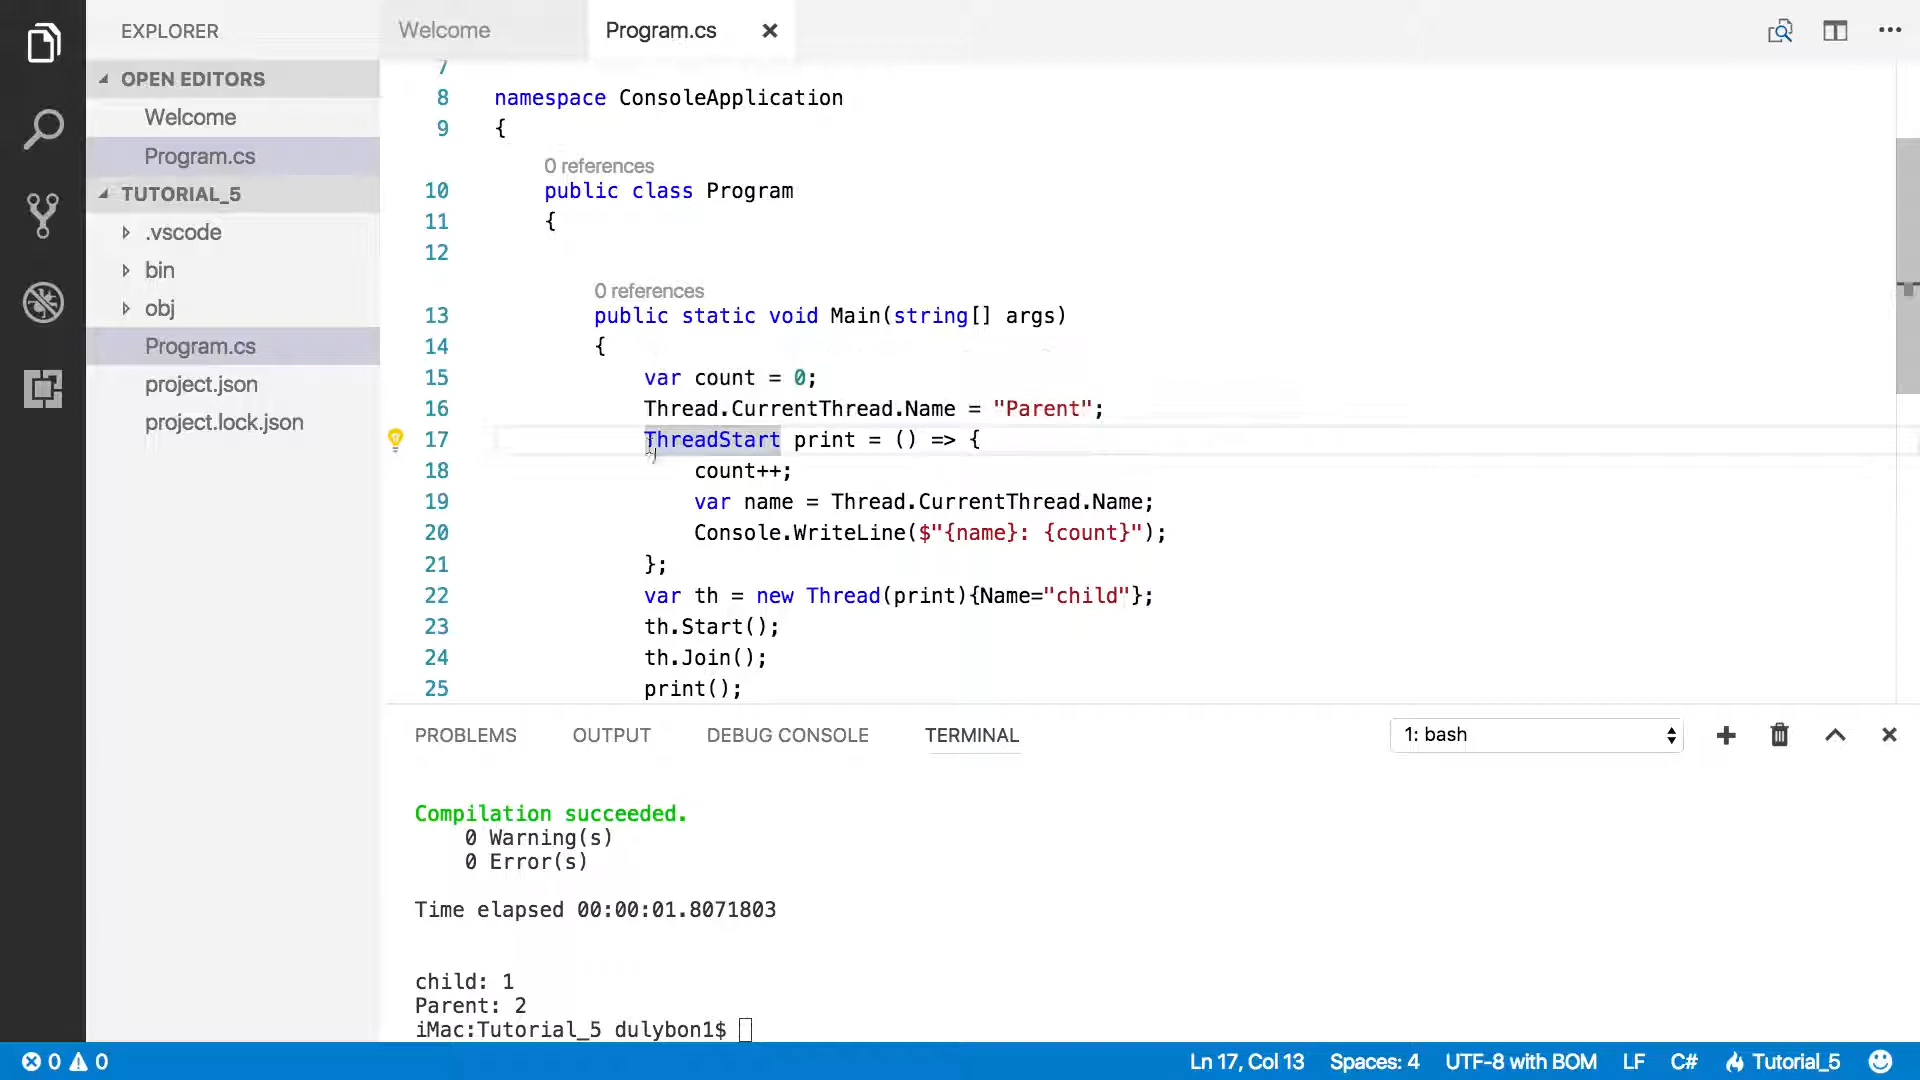 EXPLORER
OPEN EDITORS
Welcome
Program.cs
TUTORIAL_5
.vscode
bin
obj
Program.cs
project.json
project.lock.json
Welcome
Program.cs
7
8 namespace ConsoleApplication
9 {
0 references
10 public class Program
11 {
12
0 references
13 public static void Main(string[] args)
14 {
15 var count = 0;
16 Thread.CurrentThread.Name = "Parent";
17 ThreadStart print = () => {
18 count++;
19 var name = Thread.CurrentThread.Name;
20 Console.WriteLine($"{name}: {count}");
21 };
22 var th = new Thread(print){Name="child"};
23 th.Start();
24 th.Join();
25 print();
PROBLEMS OUTPUT DEBUG CONSOLE TERMINAL 1: bash
Compilation succeeded.
0 Warning(s)
0 Error(s)
Time elapsed 00:00:01.8071803
child: 1
Parent: 2
iMac:Tutorial_5 dulybon1$
0 0 Ln 17, Col 13 Spaces: 4 UTF-8 with BOM LF C# Tutorial_5